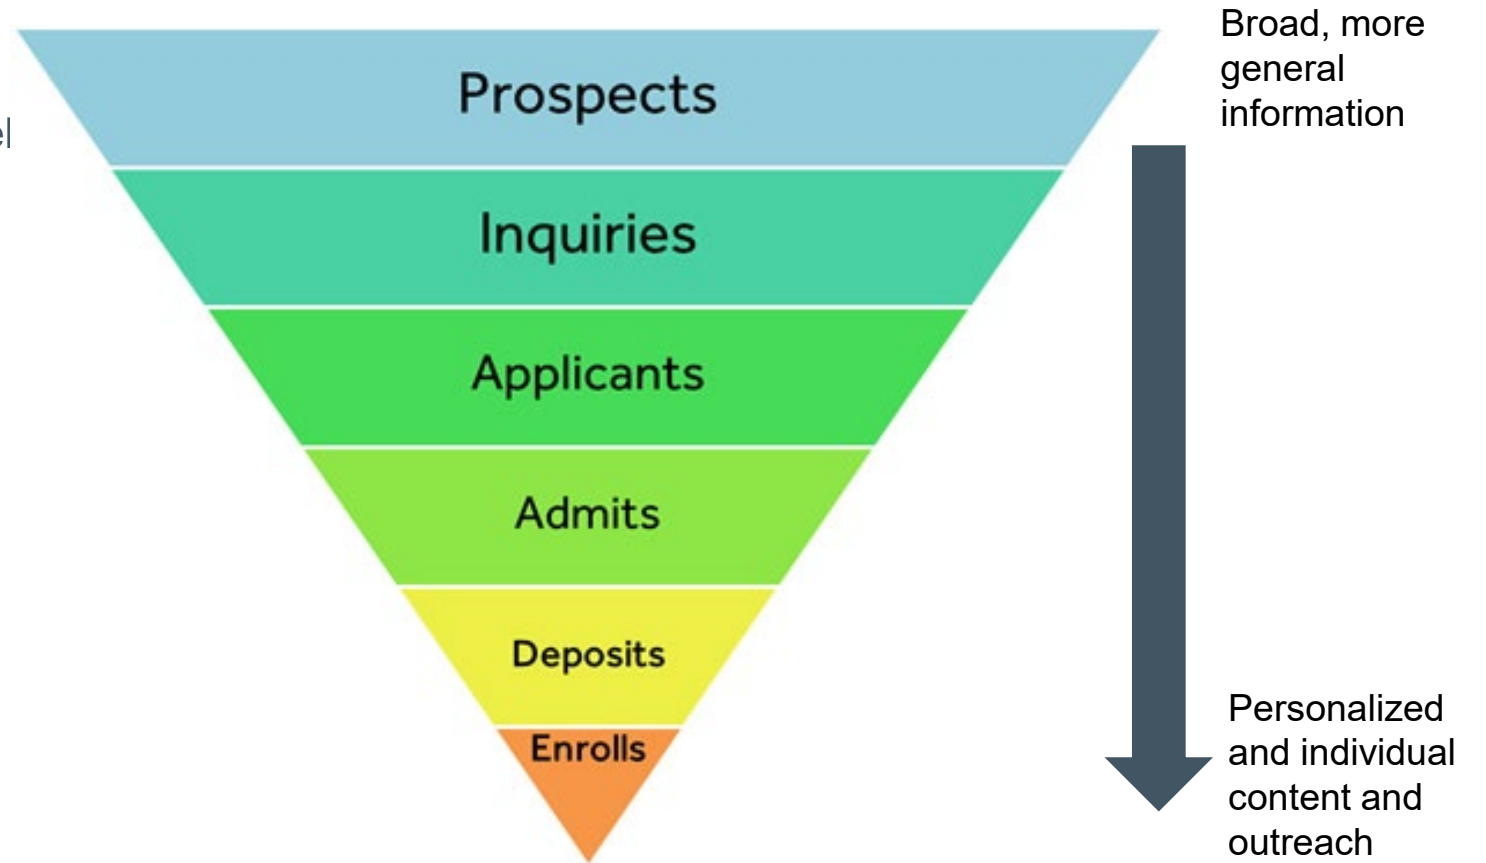 Broad, more
general
information
Prospects
Inquiries
Applicants
Admits
Deposits
Enrolls
Personalized
and individual
content and
outreach